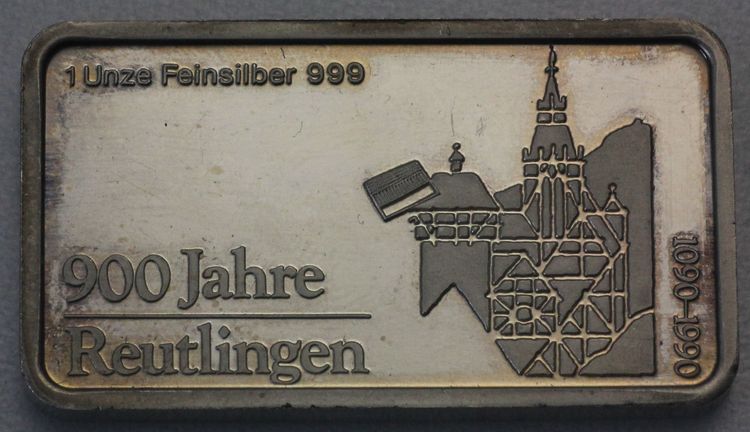 1 Unze Feinsilber 999
900 Jahre
Reutlingen
1090-1990